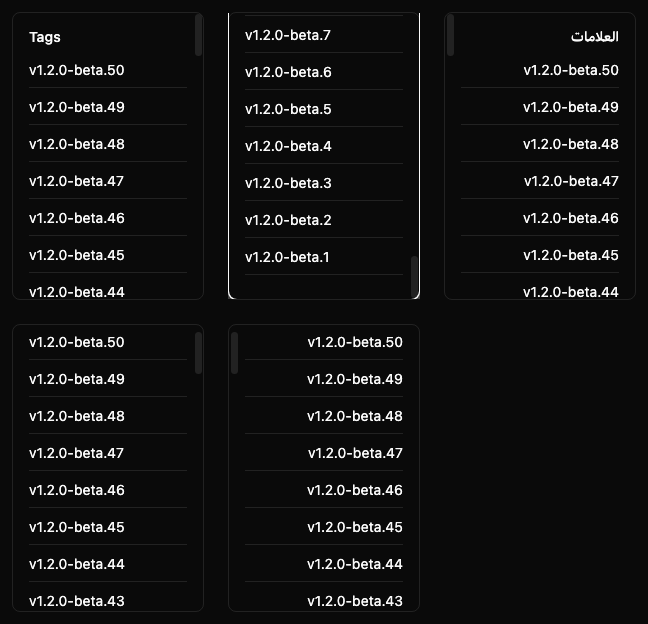 Tags
v1.2.0-beta.50
v1.2.0-beta.49
v1.2.0-beta.48
v1.2.0-beta.47
v1.2.0-beta.46
v1.2.0-beta.45
v1.2.0-beta.44
v1.2.0-beta.7
v1.2.0-beta.6
v1.2.0-beta.5
v1.2.0-beta.4
v1.2.0-beta.3
v1.2.0-beta.2
v1.2.0-beta.1
العلامات
v1.2.0-beta.50
v1.2.0-beta.49
v1.2.0-beta.48
v1.2.0-beta.47
v1.2.0-beta.46
v1.2.0-beta.45
v1.2.0-beta.44
v1.2.0-beta.50
v1.2.0-beta.49
v1.2.0-beta.48
v1.2.0-beta.47
v1.2.0-beta.46
v1.2.0-beta.45
v1.2.0-beta.44
v1.2.0-beta.43
v1.2.0-beta.50
v1.2.0-beta.49
v1.2.0-beta.48
v1.2.0-beta.47
v1.2.0-beta.46
v1.2.0-beta.45
v1.2.0-beta.44
v1.2.0-beta.43